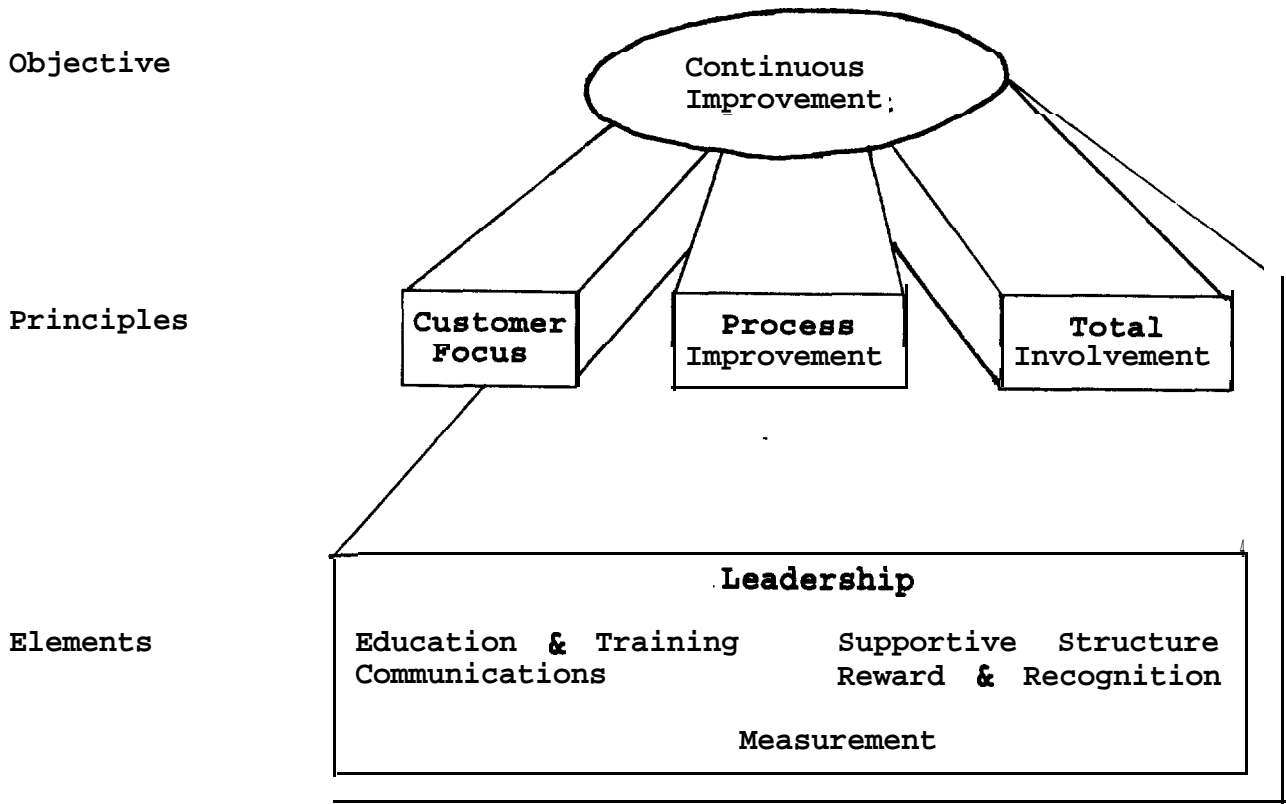 Objective
Continuous
Improvement
Principles
Customer
Focus
Process
Improvement
Total
Involvement
Leadership
Elements
Education & Training
Communications
Supportive Structure
Reward & Recognition
Measurement